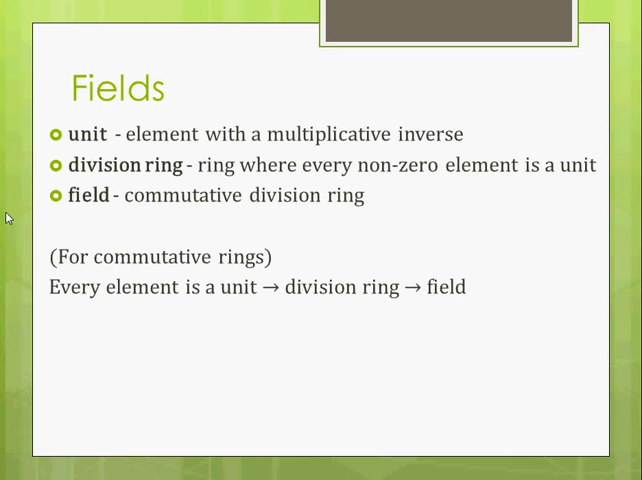 Fields
unit - element with a multiplicative inverse
division ring - ring where every non-zero element is a unit
field - commutative division ring
(For commutative rings)
Every element is a unit → division ring → field